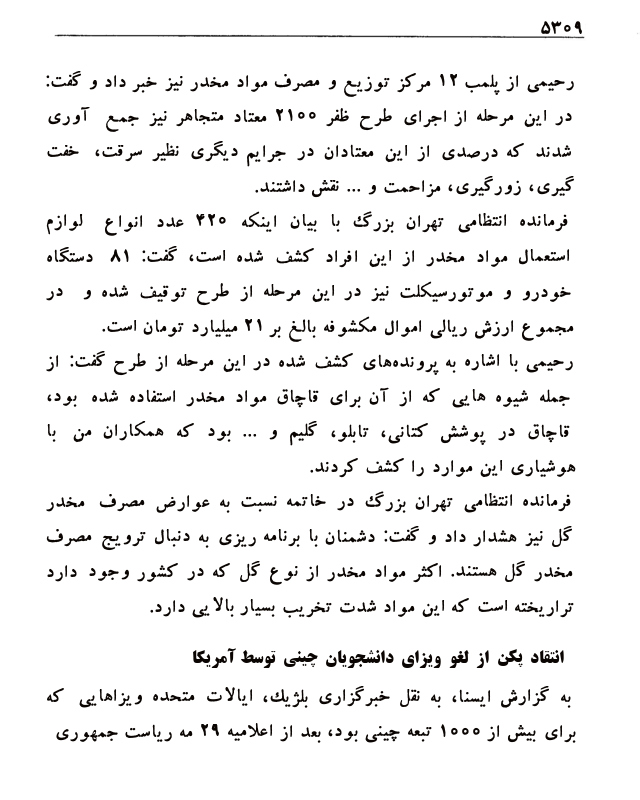 ۵۳۰۹
رحیمی از پلمب ۱۲ مرکز توزیع و مصرف مواد مخدر نیز خبر داد و گفت:
در این مرحله از اجرای طرح ظفر ۲۱۰۰ معتاد متجاهر نیز جمع آوری
شدند که درصدی از این معتادان در جرایم دیگری نظیر سرقت، خفت
گیری، زورگیری، مزاحمت و ... نقش داشتند.
فرمانده انتظامی تهران بزرگ با بیان اینکه ۴۲۰ عدد انواع لوازم
استعمال مواد مخدر از این افراد کشف شده است، گفت: ۸۱ دستگاه
خودرو و موتورسیکلت نیز در این مرحله از طرح توقیف شده و در
مجموع ارزش ریالی اموال مکشوفه بالغ بر ۲۱ میلیارد تومان است.
رحیمی با اشاره به پرونده‌های کشف شده در این مرحله از طرح گفت: از
جمله شیوه هایی که از آن برای قاچاق مواد مخدر استفاده شده بود،
قاچاق در پوشش کتانی، تابلو، گلیم و ... بود که همکاران من با
هوشیاری این موارد را کشف کردند.
فرمانده انتظامی تهران بزرگ در خاتمه نسبت به عوارض مصرف مخدر
گل نیز هشدار داد و گفت: دشمنان با برنامه ریزی به دنبال ترویج مصرف
مخدر گل هستند. اکثر مواد مخدر از نوع گل که در کشور وجود دارد
تراریخته است که این مواد شدت تخریب بسیار بالایی دارد.
انتقاد پکن از لغو ویزای دانشجویان چینی توسط آمریکا
به گزارش ایسنا، به نقل خبرگزاری بلژیک، ایالات متحده ویزاهایی که
برای بیش از ۱۰۰۰ تبعه چینی بود، بعد از اعلامیه ۲۹ مه ریاست جمهوری